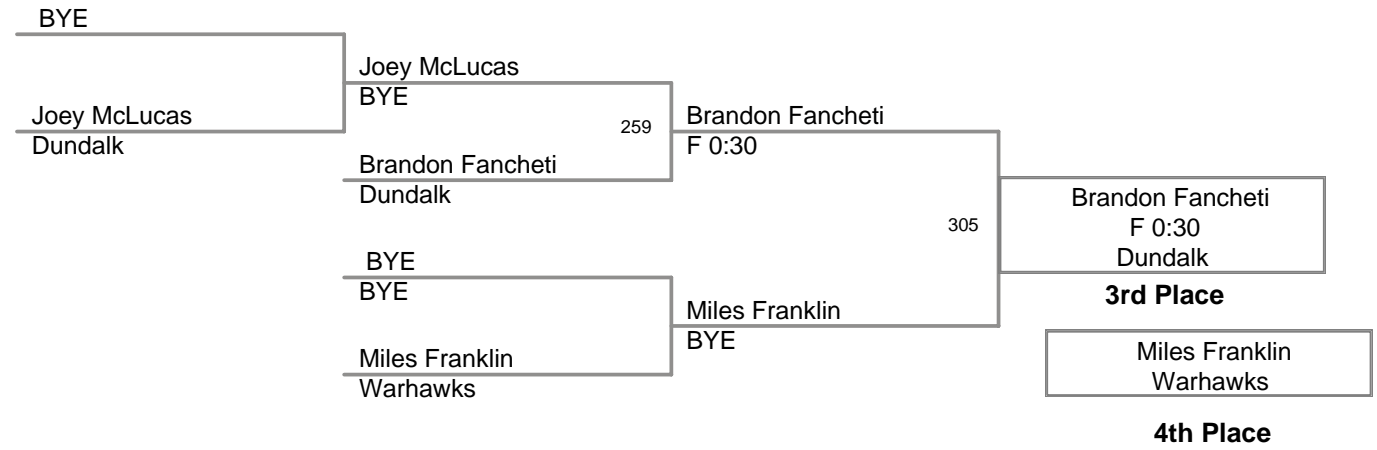 BYE
Joey McLucas
Dundalk
Joey McLucas
BYE
259
Brandon Fancheti
Dundalk
BYE
BYE
Miles Franklin
Warhawks
Brandon Fancheti
F 0:30
305
Miles Franklin
BYE
Brandon Fancheti
F 0:30
Dundalk
3rd Place
Miles Franklin
Warhawks
4th Place